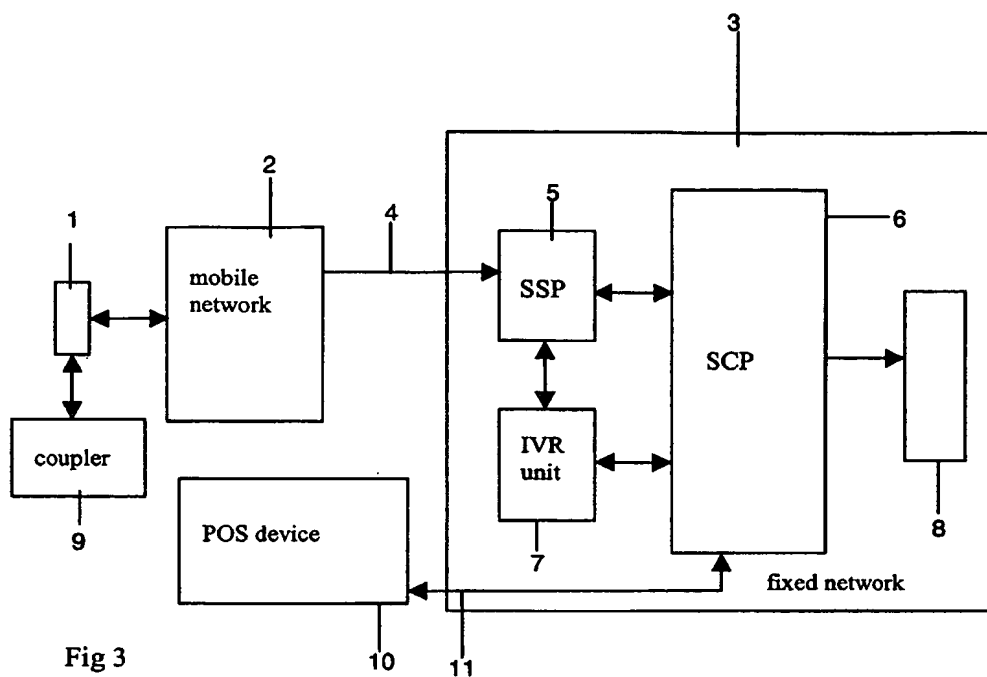 3
2
1
4
5
6
mobile
network
SSP
SCP
coupler
IVR
unit
9
POS device
7
8
fixed network
10
11
Fig 3